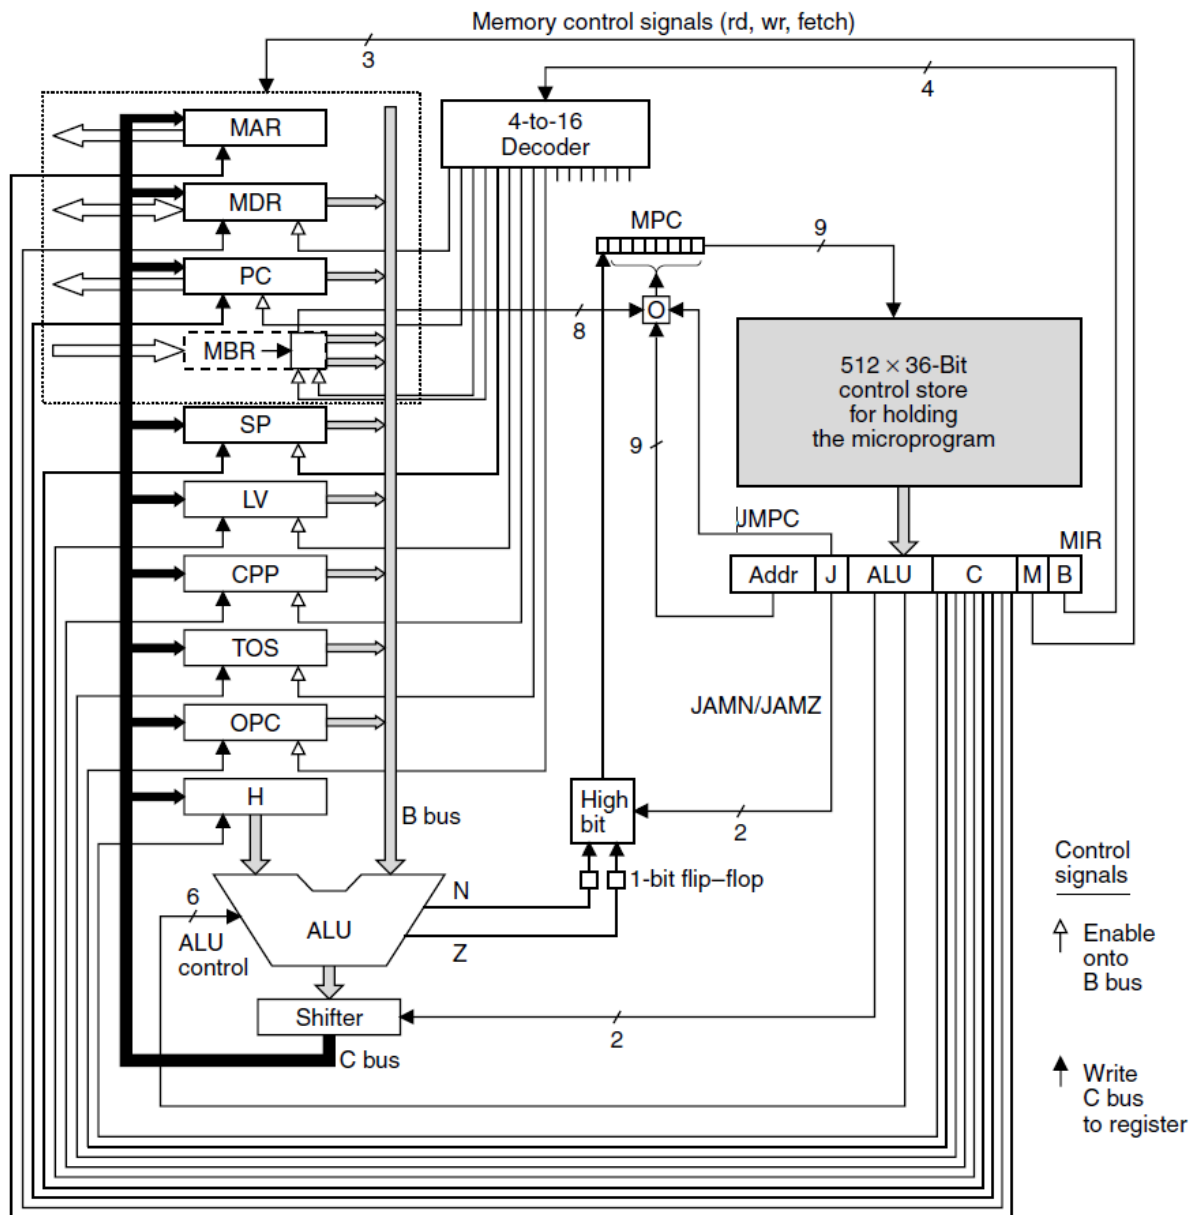 Memory control signals (rd, wr, fetch)
3
4
MAR
4-to-16
Decoder
MDR
MPC
9
PC
O
8
MBR
512 × 36-Bit
control store
for holding
the microprogram
SP
9
LV
JMPC
MIR
CPP
Addr J ALU C M B
TOS
JAMN/JAMZ
OPC
H
High
bit
B bus
2
Control
signals
6
N
1-bit flip–flop
ALU
ALU
control
Z
Enable
onto
B bus
Shifter
2
C bus
Write
C bus
to register